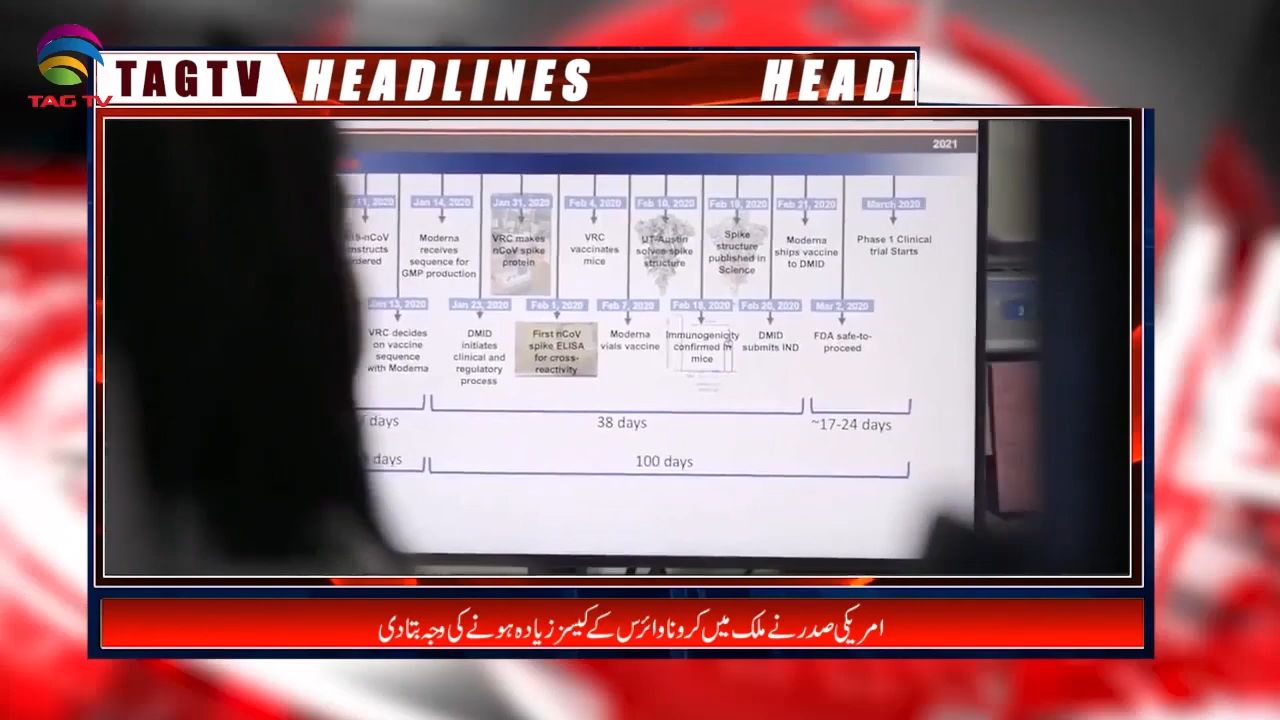 TAGTV HEADLINES HEADL
TAG TV
2021
11, 2020
Jan 14, 2020
Jan 31, 2020
Feb 4, 2020
Feb 10, 2020
Feb 19, 2020
Feb 21, 2020
March 2020
-nCoV
Moderna
receives
sequence for
GMP production
VRC makes
nCoV spike
protein
VRC
vaccinates
mice
UT-Austin
solves spike
structure
Spike
structure
published in
Science
Moderna
ships vaccine
to DMID
Phase 1 Clinical
trial Starts
Jan 13, 2020
Jan 23, 2020
Feb 1, 2020
Feb 7, 2020
Feb 18, 2020
Feb 20, 2020
Mar 2, 2020
VRC decides
on vaccine
sequence
with Moderna
DMID
initiates
clinical and
regulatory
process
First nCoV
spike ELISA
for cross-
reactivity
Moderna
vials vaccine
Immunogenicity
confirmed in
mice
DMID
submits IND
FDA safe-to-
proceed
days
38 days
~17-24 days
days
100 days
امریکی صدر نے ملک میں کرونا وائرس کے کیسز زیادہ ہونے کی وجہ بتا دی